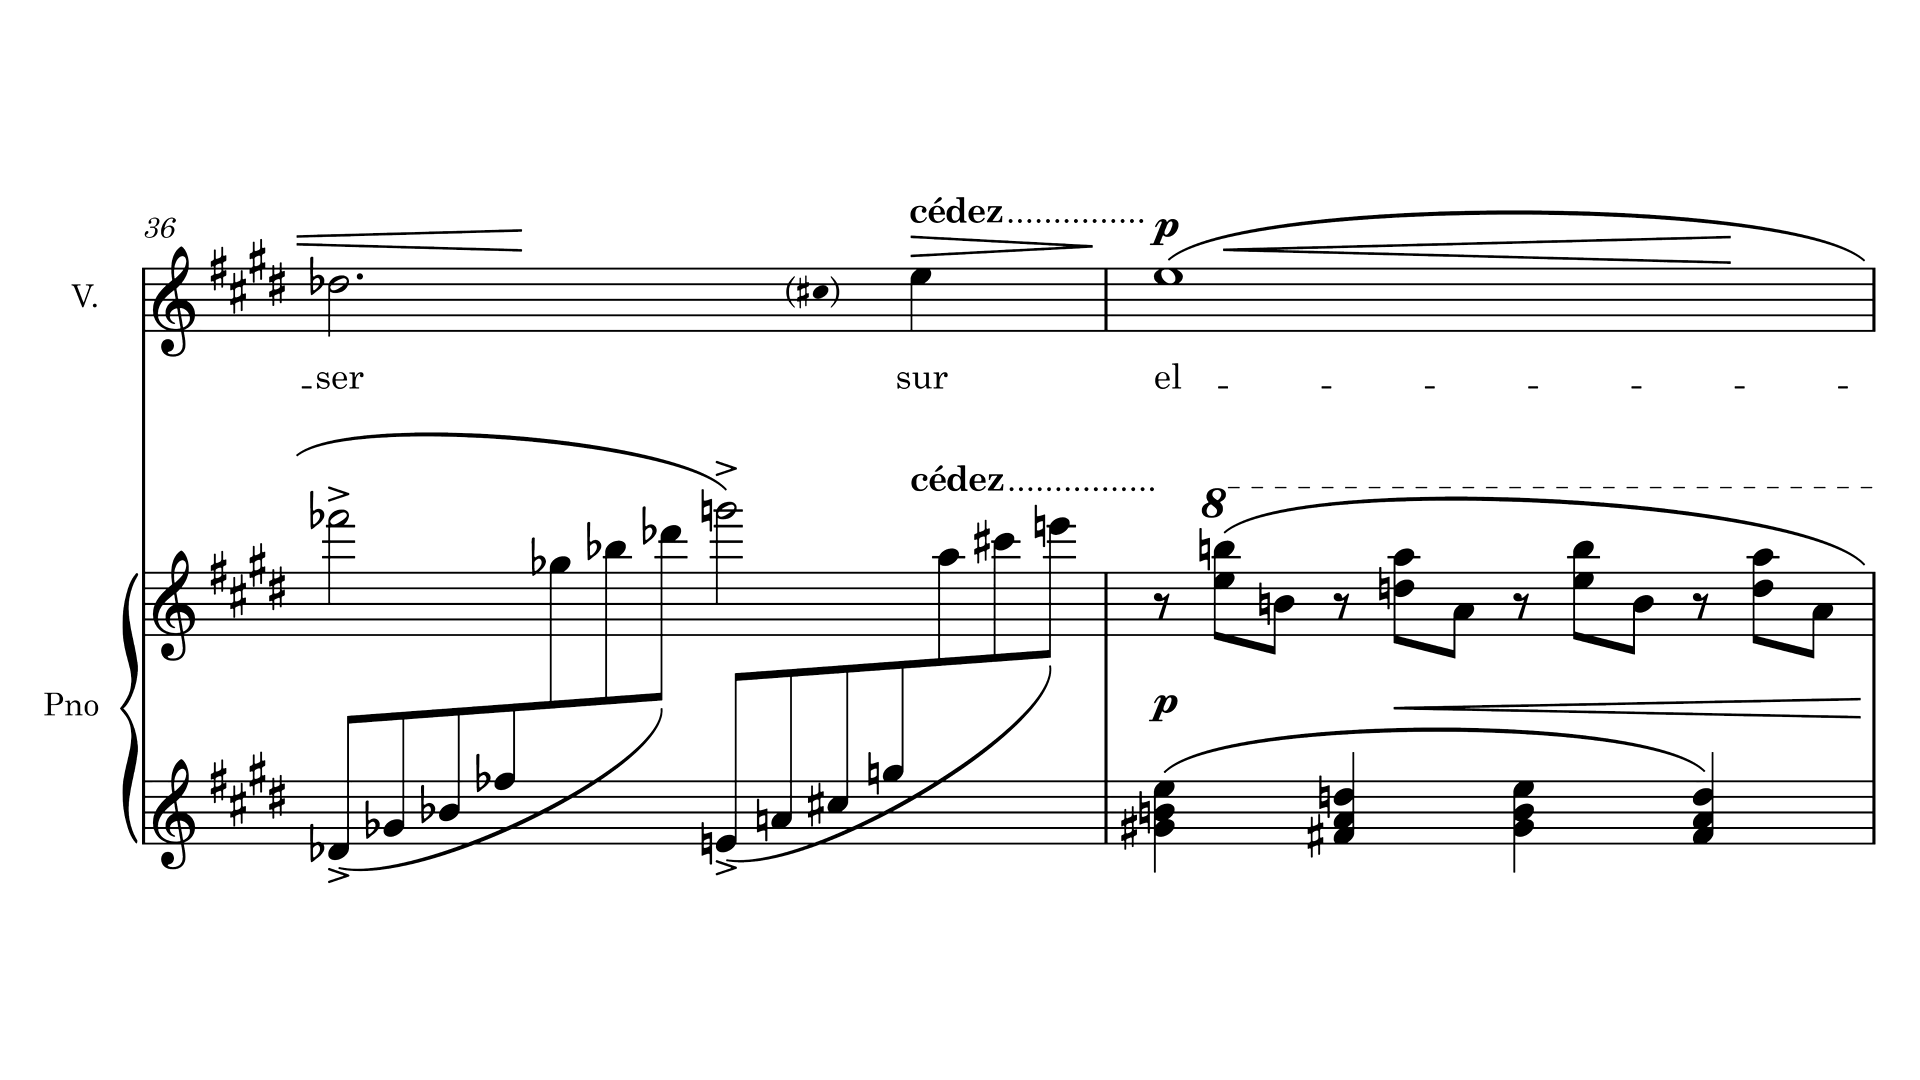 36
cédez
p
V.
-ser sur el - - - - - - -
cédez
8
Pno
p